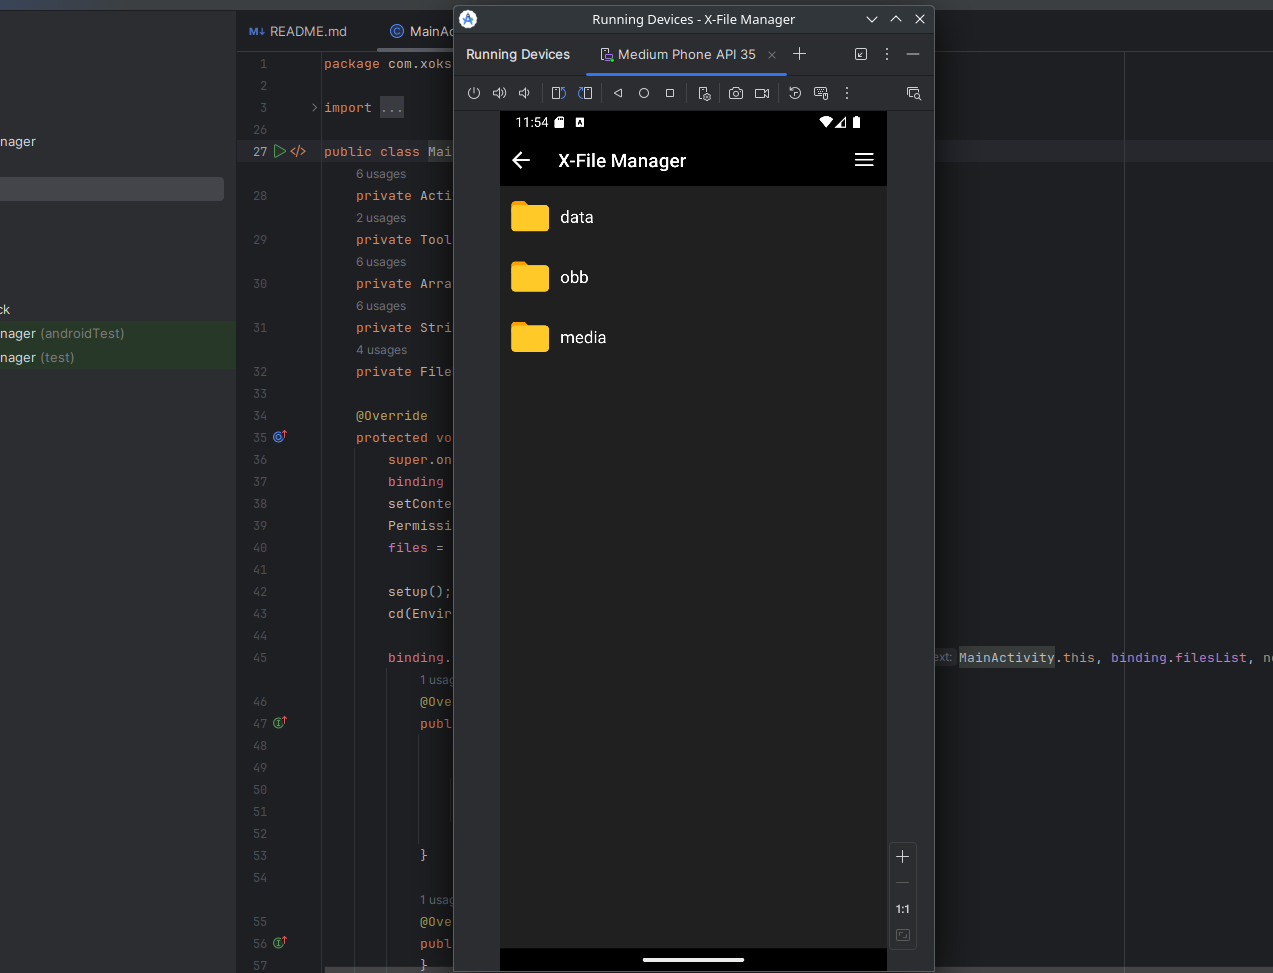 README.md
MainAc
nager
ck
nager (androidTest)
nager (test)
1 package com.xoks
2
3 import ...
26
27 public class Mai
6 usages
28 private Acti
2 usages
29 private Tool
6 usages
30 private Arra
6 usages
31 private Stri
4 usages
32 private File
33
34 @Override
35 protected vo
36 super.on
37 binding
38 setConte
39 Permissi
40 files =
41
42 setup();
43 cd(Envir
44
45 binding. ext: MainActivity.this, binding.filesList, ne
1 usag
46 @Ove
47 publ
48
49
50
51
52
53 }
54
1 usag
55 @Ove
56 publ
57 }
Running Devices - X-File Manager
Running Devices
Medium Phone API 35
11:54
X-File Manager
data
obb
media
1:1